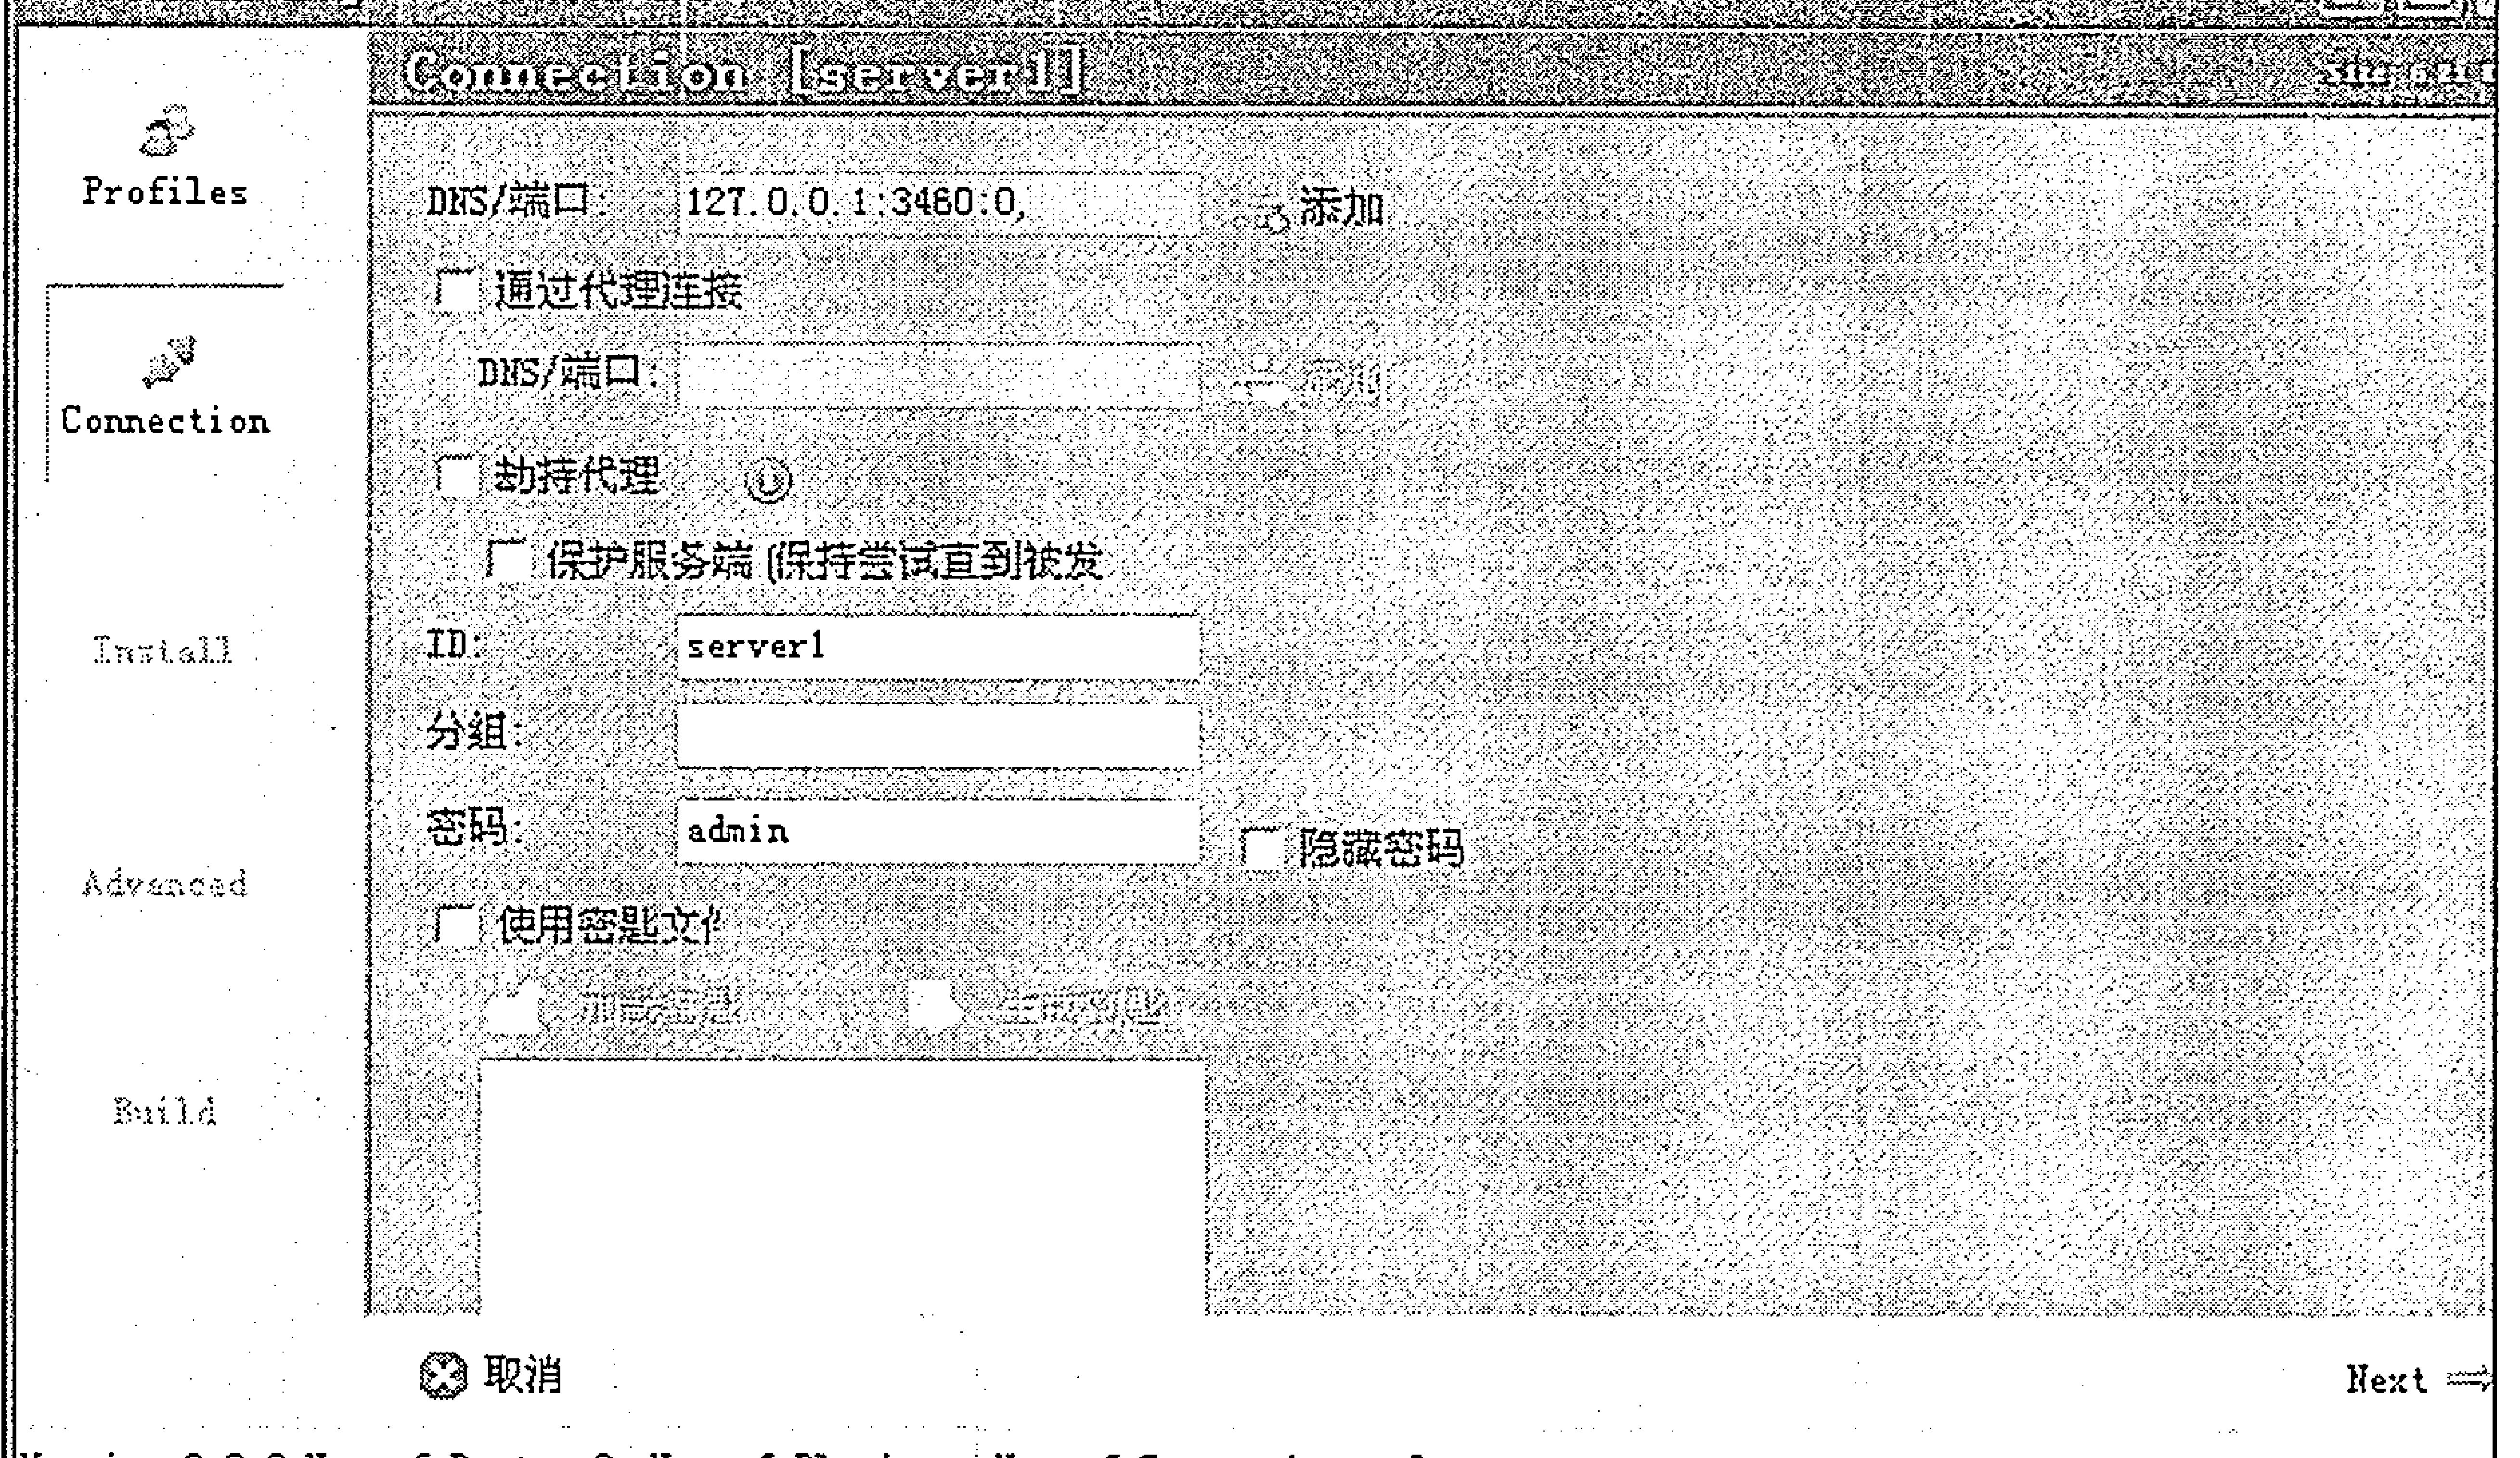 Connection [server1]
Profiles
DNS/端口: 127.0.0.1:3460:0, 添加
通过代理连接
DNS/端口: 添加
Connection
劫持代理
保护服务端 (保持尝试直到被发
Install
ID: server1
分组:
密码: admin 隐藏密码
Advanced
使用密匙文件
Build
取消
Next